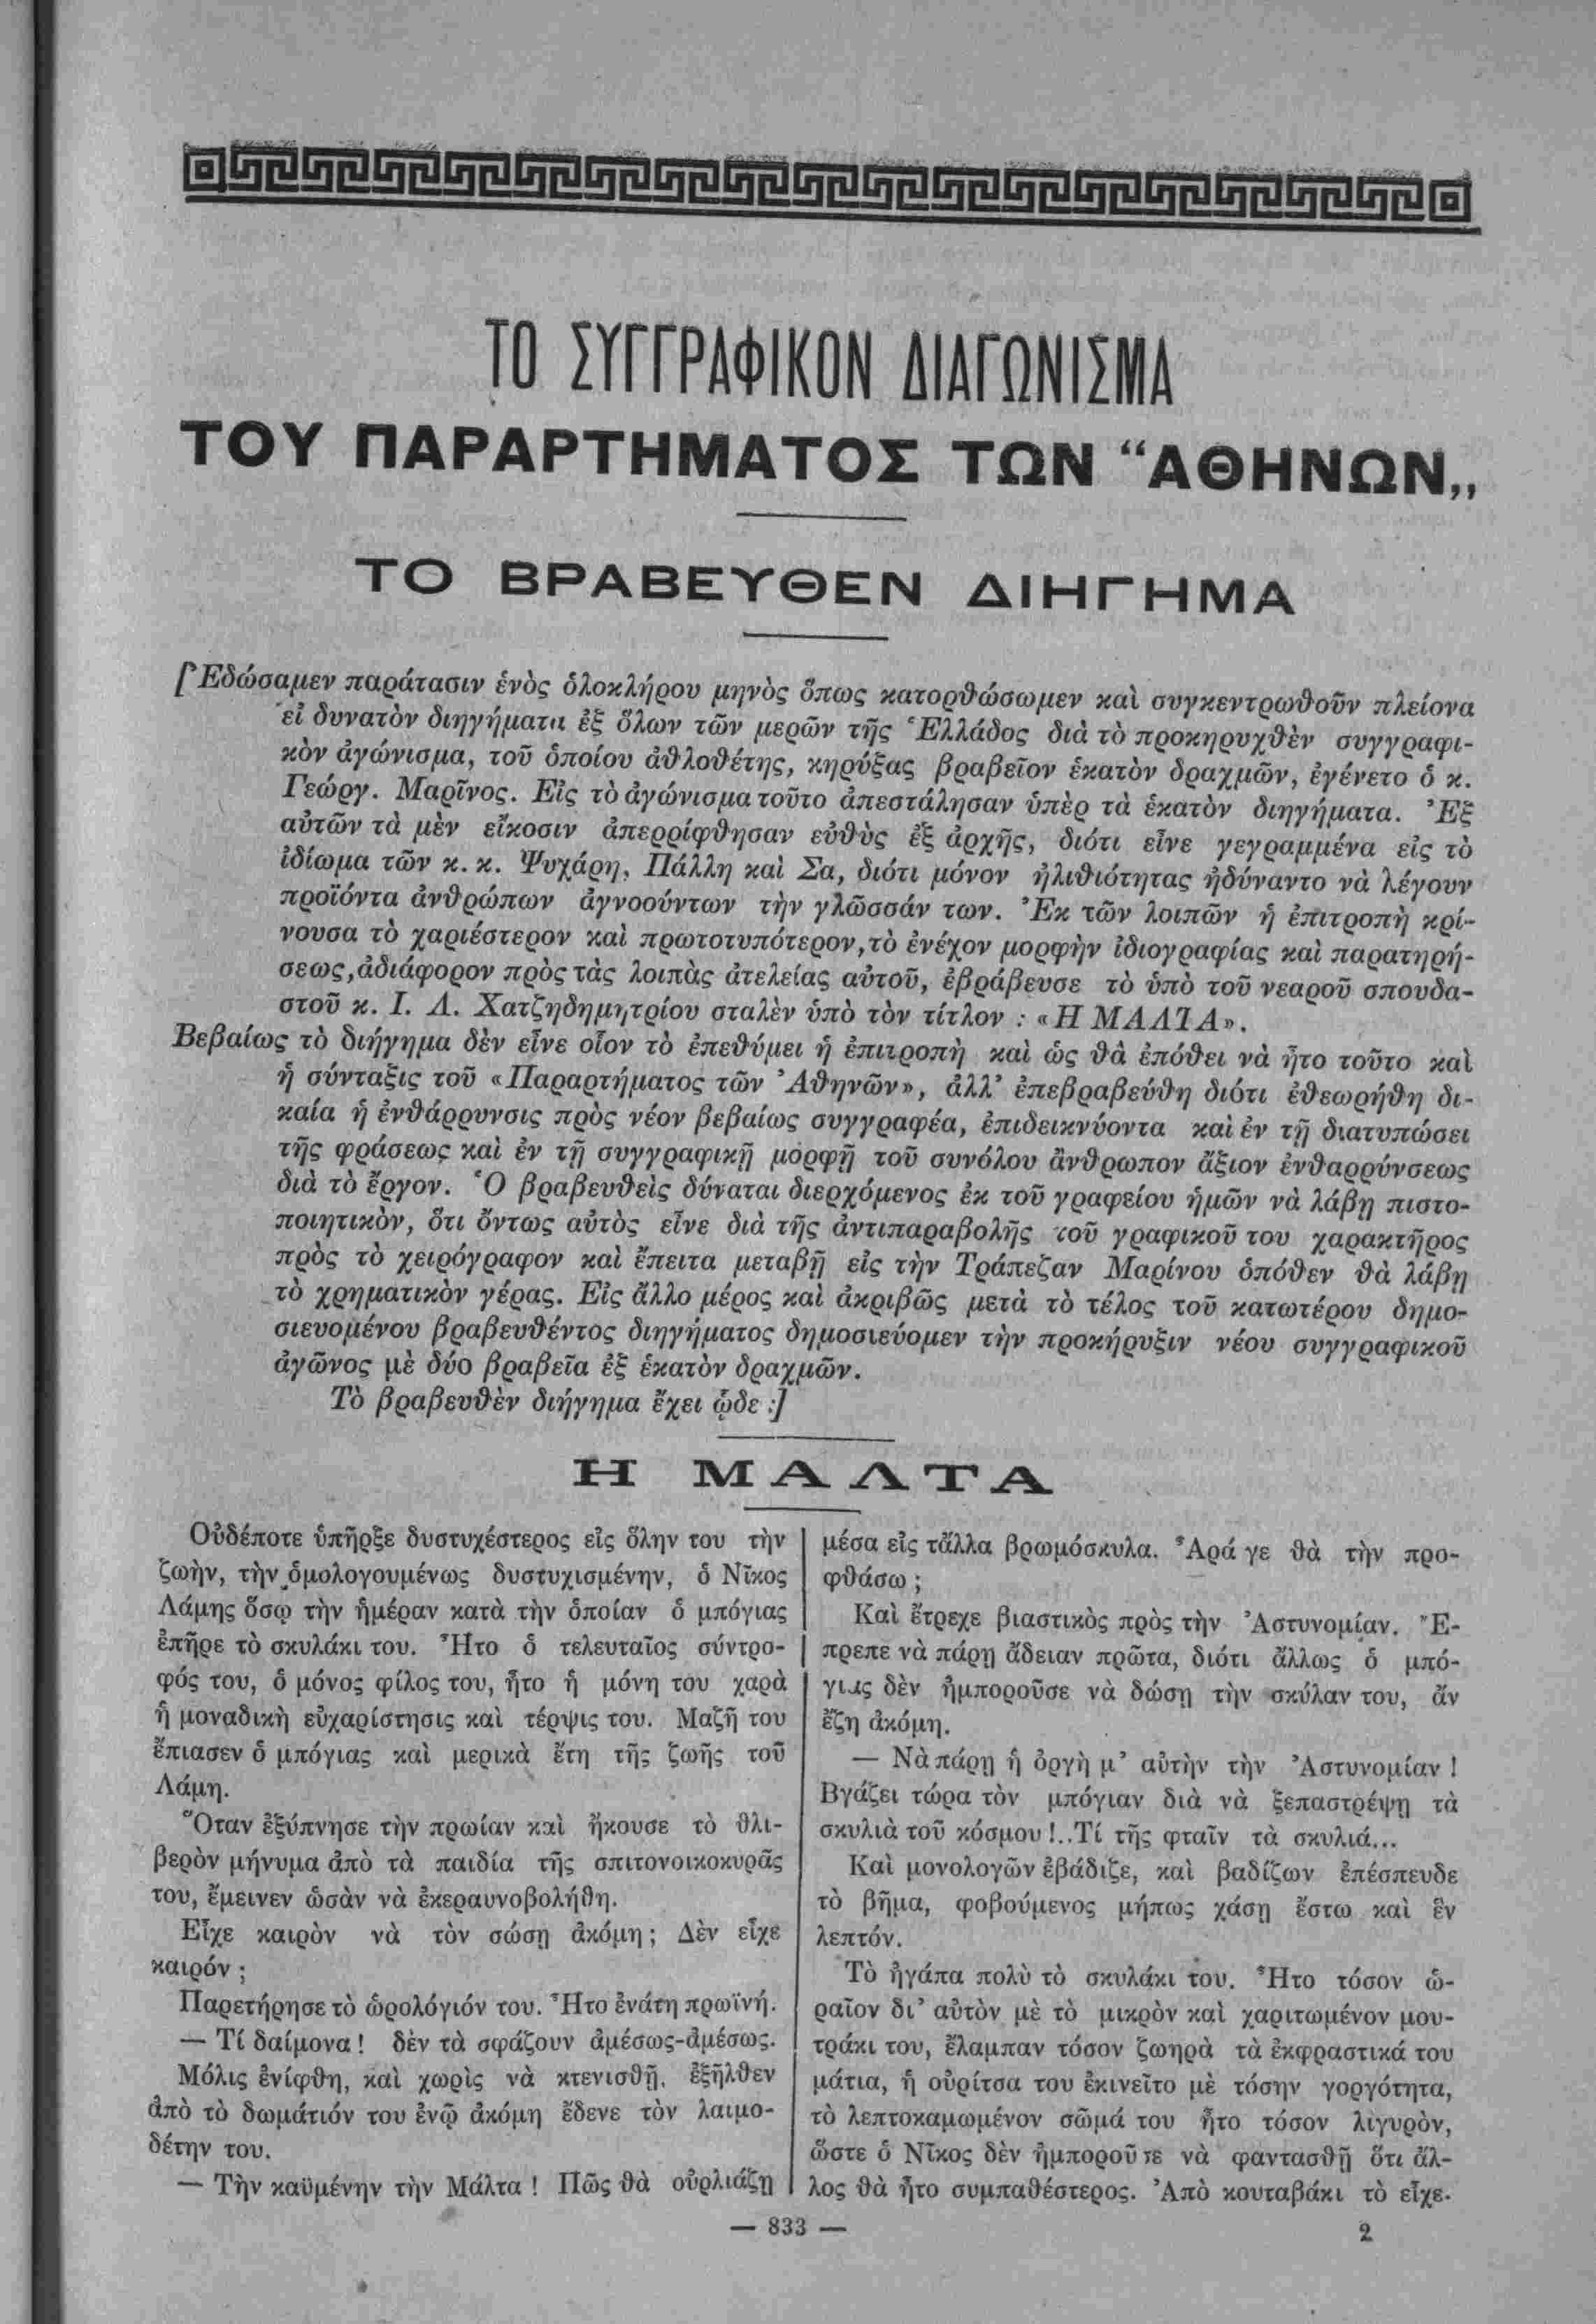 ΤΟ ΣΥΓΓΡΑΦΙΚΟΝ ΔΙΑΓΩΝΙΣΜΑ
ΤΟΥ ΠΑΡΑΡΤΗΜΑΤΟΣ ΤΩΝ “ΑΘΗΝΩΝ„
ΤΟ ΒΡΑΒΕΥΘΕΝ ΔΙΗΓΗΜΑ
[Ἐδώσαμεν παράτασιν ἑνὸς ὁλοκλήρου μηνὸς ὅπως κατορθώσωμεν καὶ συγκεντρωθοῦν πλείονα
εἰ δυνατὸν διηγήματα ἐξ ὅλων τῶν μερῶν τῆς Ἑλλάδος διὰ τὸ προκηρυχθὲν συγγραφι-
κὸν ἀγώνισμα, τοῦ ὁποίου ἀθλοθέτης, κηρύξας βραβεῖον ἑκατὸν δραχμῶν, ἐγένετο ὁ κ.
Γεώργ. Μαρῖνος. Εἰς τὸ ἀγώνισμα τοῦτο ἀπεστάλησαν ὑπὲρ τὰ ἑκατὸν διηγήματα. Ἐξ
αὐτῶν τὰ μὲν εἴκοσιν ἀπερρίφθησαν εὐθὺς ἐξ ἀρχῆς, διότι εἶνε γεγραμμένα εἰς τὸ
ἰδίωμα τῶν κ. κ. Ψυχάρη, Πάλλη καὶ Σα, διότι μόνον ἠλιθιότητας ἠδύναντο νὰ λέγουν
προϊόντα ἀνθρώπων ἀγνοούντων τὴν γλῶσσάν των. Ἐκ τῶν λοιπῶν ἡ ἐπιτροπὴ κρί-
νουσα τὸ χαριέστερον καὶ πρωτοτυπότερον, τὸ ἐνέχον μορφὴν ἰδιογραφίας καὶ παρατηρή-
σεως, ἀδιάφορον πρὸς τὰς λοιπὰς ἀτελείας αὐτοῦ, ἐβράβευσε τὸ ὑπὸ τοῦ νεαροῦ σπουδα-
στοῦ κ. Ι. Λ. Χατζηδημητρίου σταλὲν ὑπὸ τὸν τίτλον : «Η ΜΑΛΤΑ».
Βεβαίως τὸ διήγημα δὲν εἶνε οἷον τὸ ἐπεθύμει ἡ ἐπιτροπὴ καὶ ὡς θὰ ἐπόθει νὰ ἦτο τοῦτο καὶ
ἡ σύνταξις τοῦ «Παραρτήματος τῶν Ἀθηνῶν», ἀλλ’ ἐπεβραβεύθη διότι ἐθεωρήθη δι-
καία ἡ ἐνθάρρυνσις πρὸς νέον βεβαίως συγγραφέα, ἐπιδεικνύοντα καὶ ἐν τῇ διατυπώσει
τῆς φράσεως καὶ ἐν τῇ συγγραφικῇ μορφῇ τοῦ συνόλου ἄνθρωπον ἄξιον ἐνθαρρύνσεως
διὰ τὸ ἔργον. Ὁ βραβευθεὶς δύναται διερχόμενος ἐκ τοῦ γραφείου ἡμῶν νὰ λάβῃ πιστο-
ποιητικὸν, ὅτι ὄντως αὐτὸς εἶνε διὰ τῆς ἀντιπαραβολῆς τοῦ γραφικοῦ του χαρακτῆρος
πρὸς τὸ χειρόγραφον καὶ ἔπειτα μεταβῇ εἰς τὴν Τράπεζαν Μαρίνου ὁπόθεν θὰ λάβῃ
τὸ χρηματικὸν γέρας. Εἰς ἄλλο μέρος καὶ ἀκριβῶς μετὰ τὸ τέλος τοῦ κατωτέρου δημο-
σιευομένου βραβευθέντος διηγήματος δημοσιεύομεν τὴν προκήρυξιν νέου συγγραφικοῦ
ἀγῶνος μὲ δύο βραβεῖα ἐξ ἑκατὸν δραχμῶν.
Τὸ βραβευθὲν διήγημα ἔχει ᾧδε :]
Η ΜΑΛΤΑ
Οὐδέποτε ὑπῆρξε δυστυχέστερος εἰς ὅλην του τὴν
ζωὴν, τὴν ὁμολογουμένως δυστυχισμένην, ὁ Νῖκος
Λάμης ὅσῳ τὴν ἡμέραν κατὰ τὴν ὁποίαν ὁ μπόγιας
ἐπῆρε τὸ σκυλάκι του. Ἦτο ὁ τελευταῖος σύντρο-
φός του, ὁ μόνος φίλος του, ἦτο ἡ μόνη του χαρὰ
ἡ μοναδικὴ εὐχαρίστησις καὶ τέρψις του. Μαζῆ του
ἔπιασεν ὁ μπόγιας καὶ μερικὰ ἔτη τῆς ζωῆς τοῦ
Λάμη.
Ὅταν ἐξύπνησε τὴν πρωίαν καὶ ἤκουσε τὸ θλι-
βερὸν μήνυμα ἀπὸ τὰ παιδία τῆς σπιτονοικοκυρᾶς
του, ἔμεινεν ὡσὰν νὰ ἐκεραυνοβολήθη.
Εἶχε καιρὸν νὰ τὸν σώσῃ ἀκόμη ; Δὲν εἶχε
καιρόν ;
Παρετήρησε τὸ ὡρολόγιόν του. Ἦτο ἐνάτη πρωϊνή.
— Τί δαίμονα ! δὲν τὰ σφάζουν ἀμέσως-ἀμέσως.
Μόλις ἐνίφθη, καὶ χωρὶς νὰ κτενισθῇ, ἐξῆλθεν
ἀπὸ τὸ δωμάτιόν του ἐνῷ ἀκόμη ἔδενε τὸν λαιμο-
δέτην του.
— Τὴν καϋμένην τὴν Μάλτα ! Πῶς θὰ οὐρλιάζῃ
μέσα εἰς τἄλλα βρωμόσκυλα. Ἆρά γε θὰ τὴν προ-
φθάσω ;
Καὶ ἔτρεχε βιαστικὸς πρὸς τὴν Ἀστυνομίαν. Ἔ-
πρεπε νὰ πάρῃ ἄδειαν πρῶτα, διότι ἄλλως ὁ μπό-
γιας δὲν ἠμποροῦσε νὰ δώσῃ τὴν σκύλαν του, ἂν
ἔζη ἀκόμη.
— Νὰ πάρῃ ἡ ὀργὴ μ’ αὐτὴν τὴν Ἀστυνομίαν !
Βγάζει τώρα τὸν μπόγιαν διὰ νὰ ξεπαστρέψῃ τὰ
σκυλιὰ τοῦ κόσμου !..Τί τῆς φταῖν τὰ σκυλιά...
Καὶ μονολογῶν ἐβάδιζε, καὶ βαδίζων ἐπέσπευδε
τὸ βῆμα, φοβούμενος μήπως χάσῃ ἔστω καὶ ἓν
λεπτόν.
Τὸ ἠγάπα πολὺ τὸ σκυλάκι του. Ἦτο τόσον ὡ-
ραῖον δι’ αὐτὸν μὲ τὸ μικρὸν καὶ χαριτωμένον μου-
τράκι του, ἔλαμπαν τόσον ζωηρὰ τὰ ἐκφραστικά του
μάτια, ἡ οὐρίτσα του ἐκινεῖτο μὲ τόσην γοργότητα,
τὸ λεπτοκαμωμένον σῶμά του ἦτο τόσον λιγυρὸν,
ὥστε ὁ Νῖκος δὲν ἠμποροῦσε νὰ φαντασθῇ ὅτι ἄλ-
λος θὰ ἦτο συμπαθέστερος. Ἀπὸ κουταβάκι τὸ εἶχε·
— 833 —
2